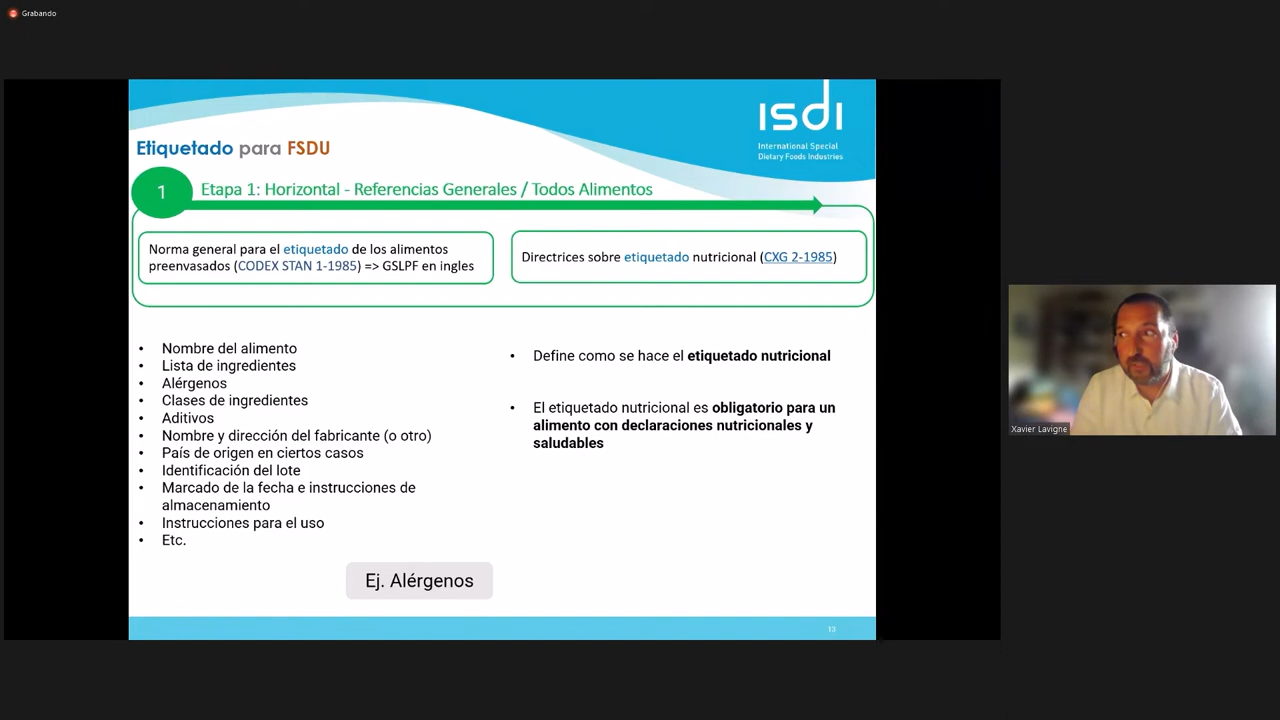 Grabando
isdi
International Special
Dietary Foods Industries
Etiquetado para FSDU
1
Etapa 1: Horizontal - Referencias Generales / Todos Alimentos
Norma general para el etiquetado de los alimentos
preenvasados (CODEX STAN 1-1985) => GSLPF en ingles
Directrices sobre etiquetado nutricional (CXG 2-1985)
• Nombre del alimento
• Lista de ingredientes
• Alérgenos
• Clases de ingredientes
• Aditivos
• Nombre y dirección del fabricante (o otro)
• País de origen en ciertos casos
• Identificación del lote
• Marcado de la fecha e instrucciones de
almacenamiento
• Instrucciones para el uso
• Etc.
• Define como se hace el etiquetado nutricional
• El etiquetado nutricional es obligatorio para un
alimento con declaraciones nutricionales y
saludables
Ej. Alérgenos
13
Xavier Lavigne